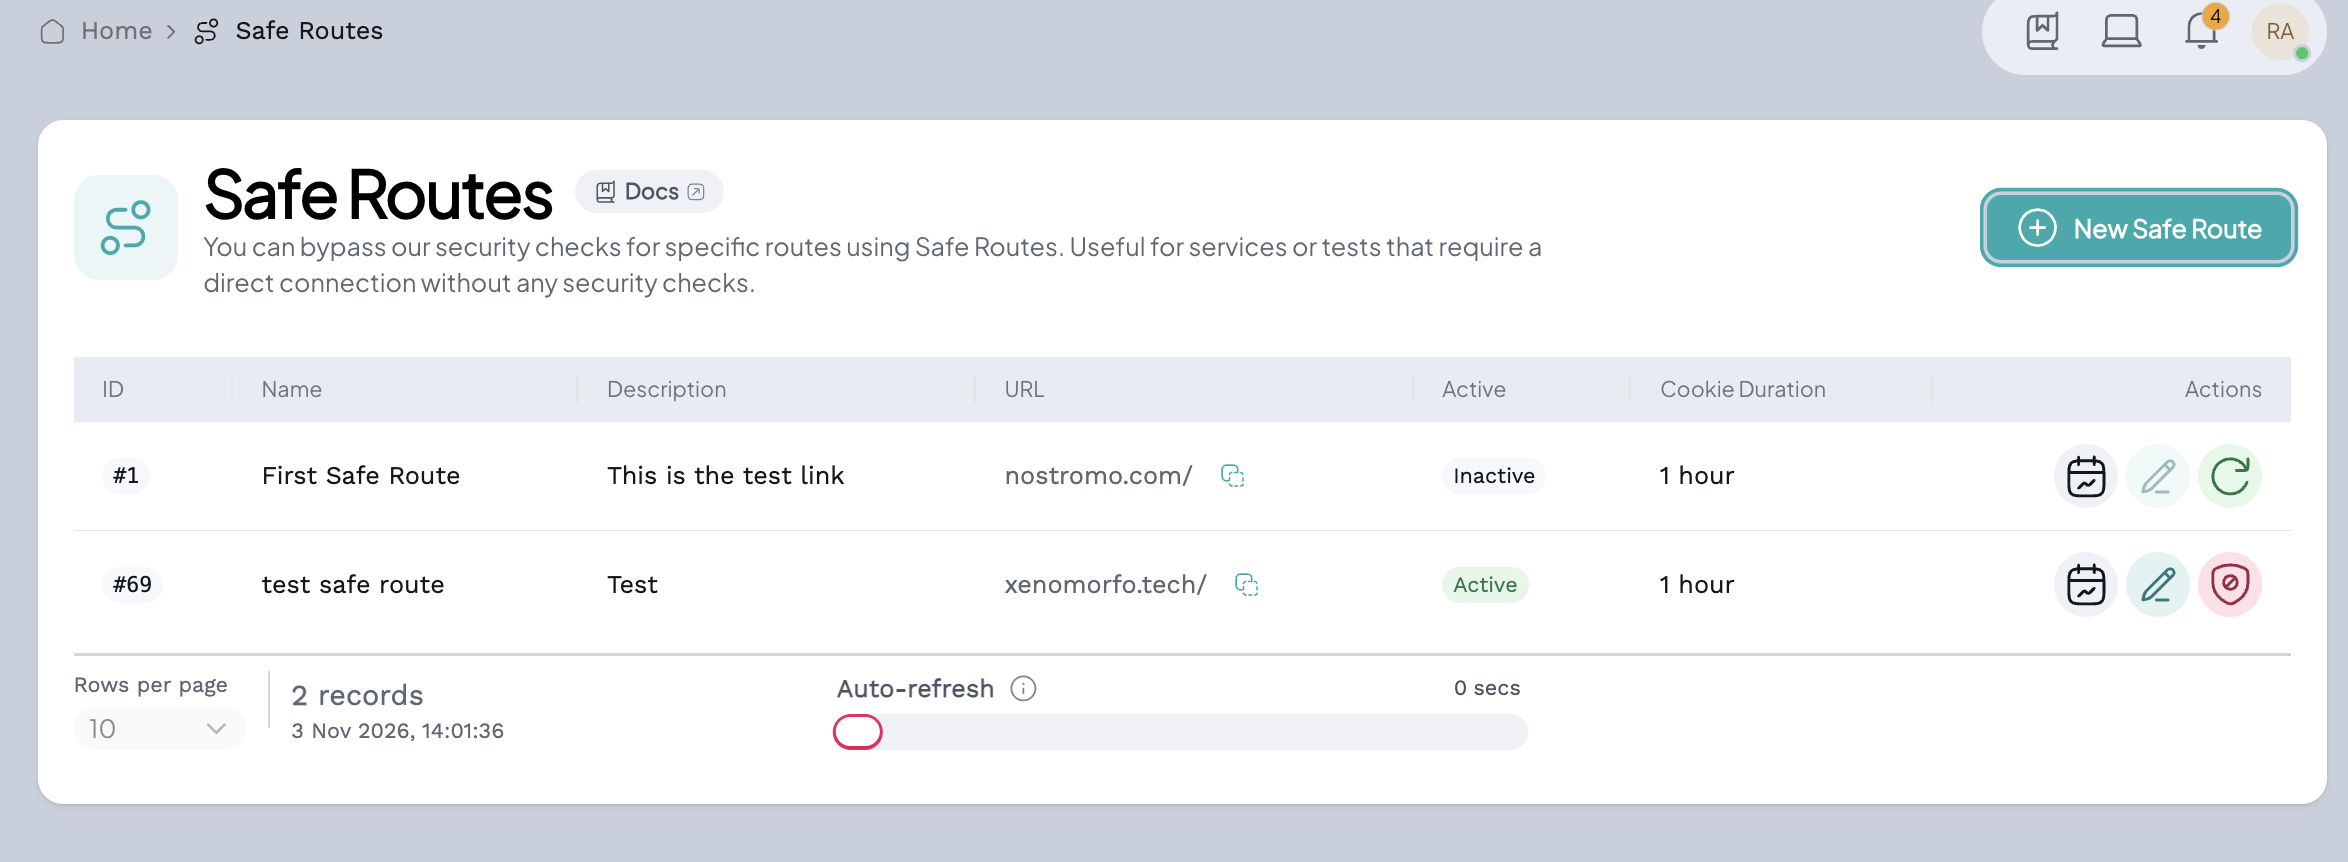 Home > Safe Routes
4
RA
Safe Routes
Docs
You can bypass our security checks for specific routes using Safe Routes. Useful for services or tests that require a
direct connection without any security checks.
New Safe Route
ID Name Description URL Active Cookie Duration Actions
#1 First Safe Route This is the test link nostromo.com/ Inactive 1 hour
#69 test safe route Test xenomorfo.tech/ Active 1 hour
Rows per page
10
2 records
3 Nov 2026, 14:01:36
Auto-refresh
0 secs